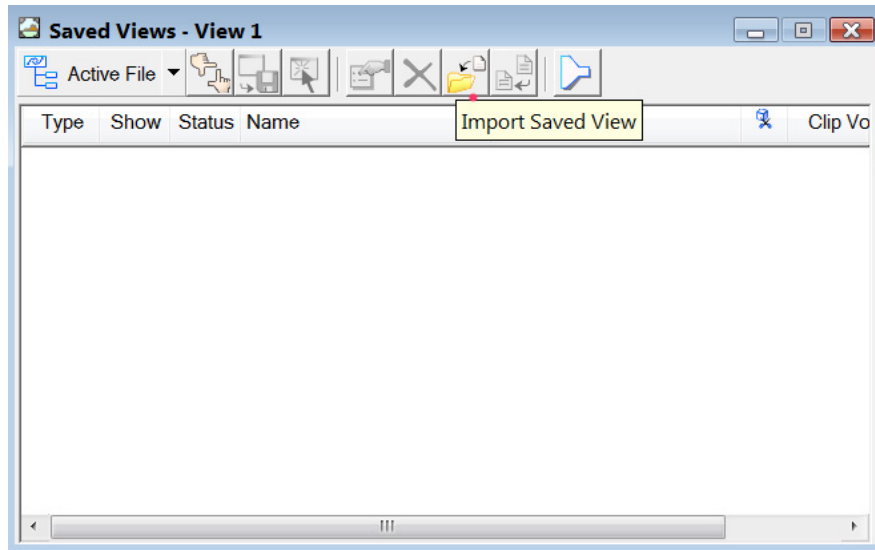 Saved Views - View 1
Active File
Import Saved View
Type Show Status Name Clip Vo